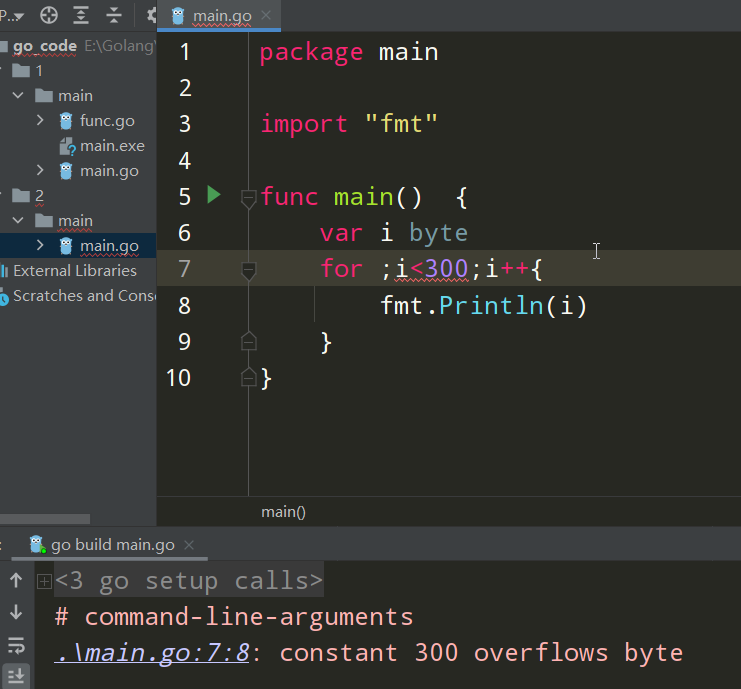 P...
main.go
go_code E:\Golang\
1
main
func.go
main.exe
main.go
2
main
main.go
External Libraries
Scratches and Cons
1 package main
2
3 import "fmt"
4
5 func main()  {
6     var i byte
7     for ;i<300;i++{
8         fmt.Println(i)
9     }
10 }
main()
: go build main.go
<3 go setup calls>
# command-line-arguments
.\main.go:7:8: constant 300 overflows byte